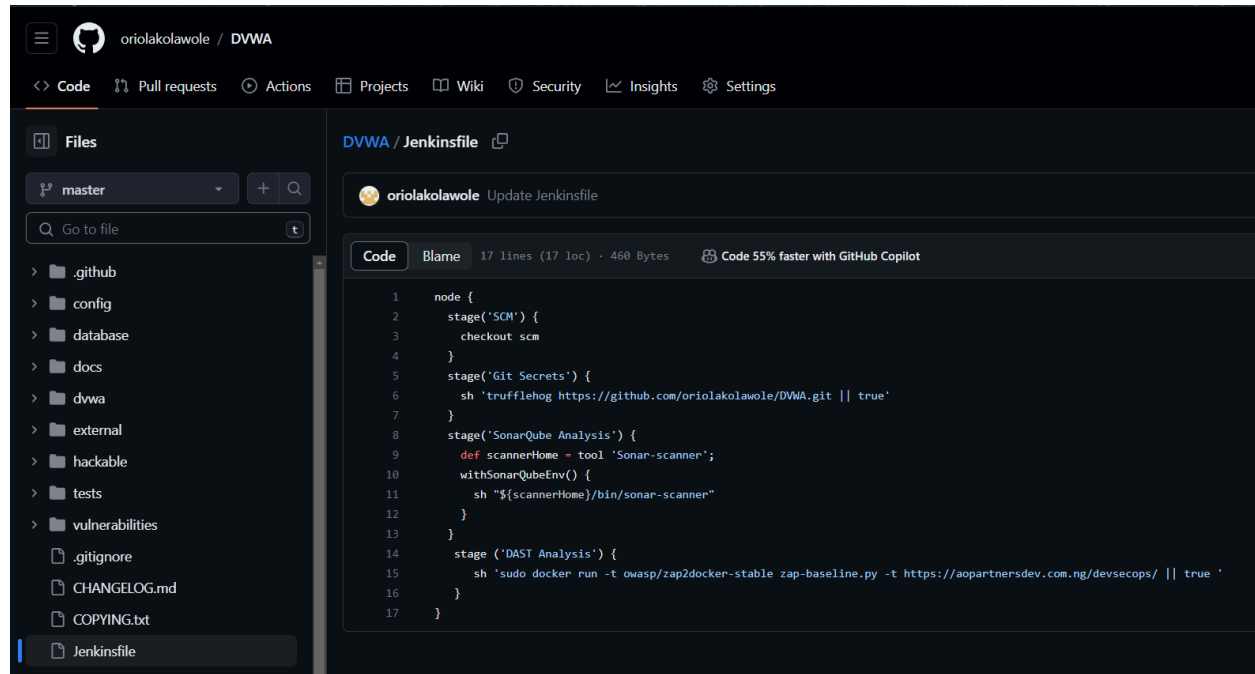 oriolakolawole / DVWA
<> Code Pull requests Actions Projects Wiki Security Insights Settings
Files
master
Go to file t
.github
config
database
docs
dvwa
external
hackable
tests
vulnerabilities
.gitignore
CHANGELOG.md
COPYING.txt
Jenkinsfile
DVWA / Jenkinsfile
oriolakolawole Update Jenkinsfile
Code Blame 17 lines (17 loc) · 460 Bytes Code 55% faster with GitHub Copilot
1 node {
2 stage('SCM') {
3 checkout scm
4 }
5 stage('Git Secrets') {
6 sh 'trufflehog https://github.com/oriolakolawole/DVWA.git || true'
7 }
8 stage('SonarQube Analysis') {
9 def scannerHome = tool 'Sonar-scanner';
10 withSonarQubeEnv() {
11 sh "${scannerHome}/bin/sonar-scanner"
12 }
13 }
14 stage ('DAST Analysis') {
15 sh 'sudo docker run -t owasp/zap2docker-stable zap-baseline.py -t https://aopartnersdev.com.ng/devsecops/ || true '
16 }
17 }